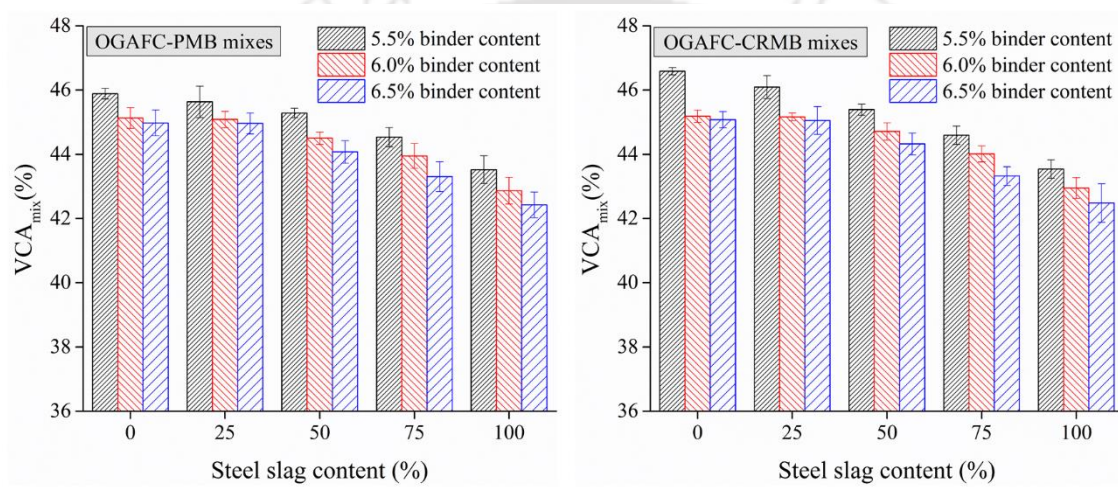 OGAFC-PMB mixes
5.5% binder content
6.0% binder content
6.5% binder content
48
46
44
42
40
38
36
VCAmix(%)
0 25 50 75 100
Steel slag content (%)
OGAFC-CRMB mixes
5.5% binder content
6.0% binder content
6.5% binder content
48
46
44
42
40
38
36
VCAmix(%)
0 25 50 75 100
Steel slag content (%)